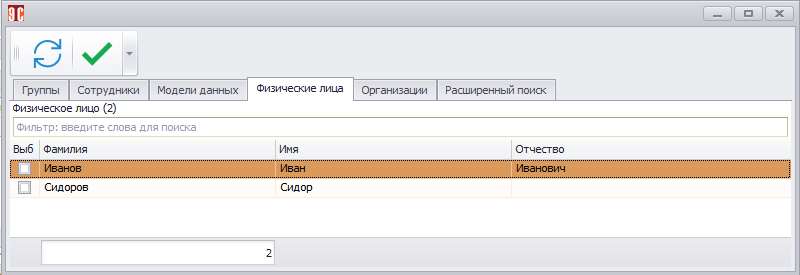 ЭС
Группы Сотрудники Модели данных Физические лица Организации Расширенный поиск
Физическое лицо (2)
Фильтр: введите слова для поиска
Выб Фамилия Имя Отчество
Иванов Иван Иванович
Сидоров Сидор
2